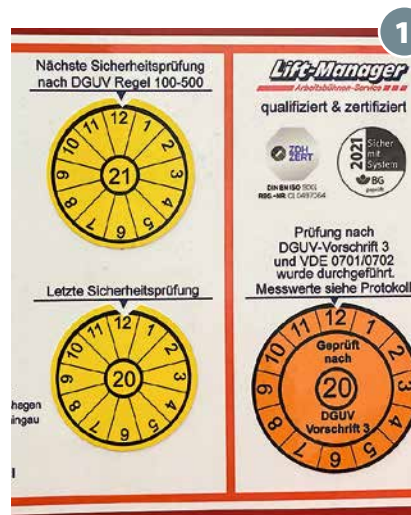 1
Nächste Sicherheitsprüfung
nach DGUV Regel 100-500
12 1 2 3 4 5 6 7 8 9 10 11
21
Letzte Sicherheitsprüfung
12 1 2 3 4 5 6 7 8 9 10 11
20
hagen
ingau
Lift-Manager
Arbeitsbühnen-Service
qualifiziert & zertifiziert
ZDH
ZERT
DIN EN ISO 9001
2021
Sicher
mit
System
BG
geprüft
Prüfung nach
DGUV-Vorschrift 3
und VDE 0701/0702
wurde durchgeführt.
Messwerte siehe Protokoll
12 1 2 3 4 5 6 7 8 9 10 11
Geprüft
nach
20
DGUV
Vorschrift 3